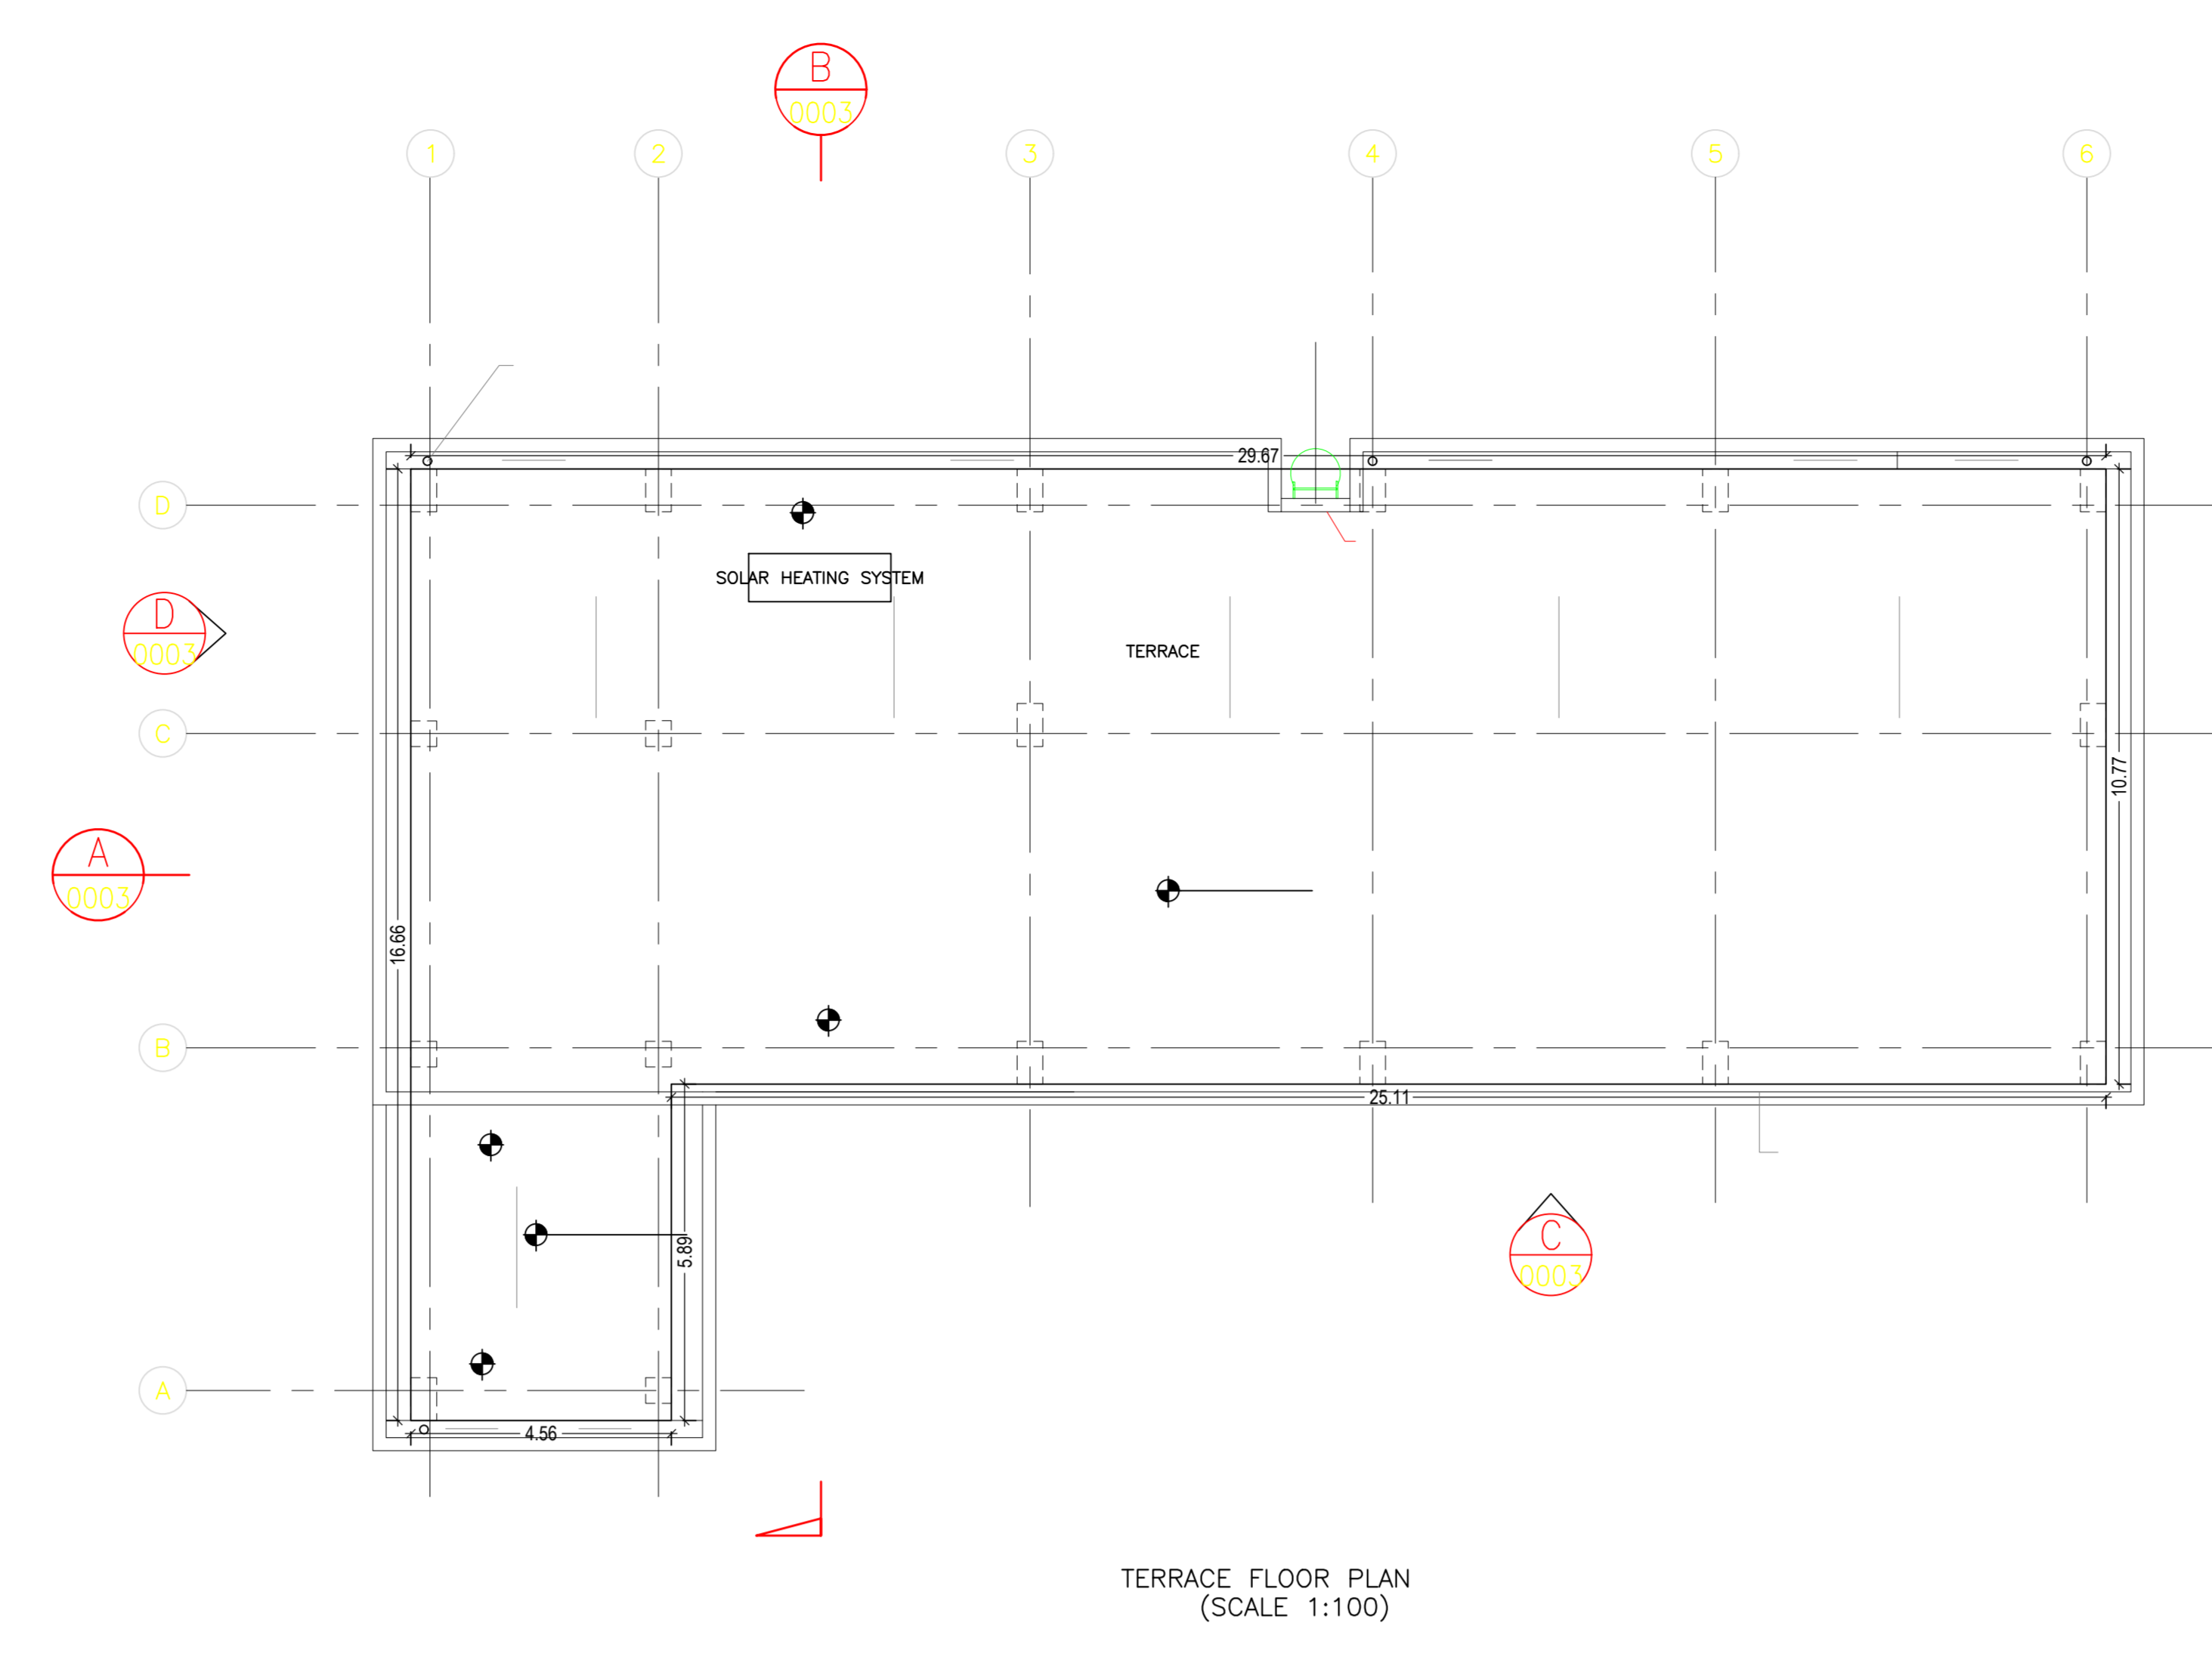 B
0003
1
2
3
4
5
6
29.67
D
SOLAR HEATING SYSTEM
D
0003
TERRACE
C
10.77
A
0003
16.66
B
25.11
5.89
C
0003
A
4.56
TERRACE FLOOR PLAN
(SCALE 1:100)